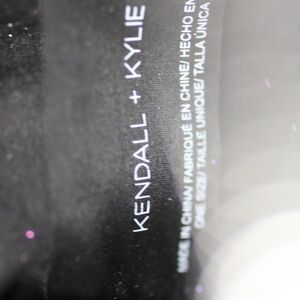 KENDALL + KYLIE
MADE IN CHINA/ FABRIQUÉ EN CHINE/ HECHO EN
ONE SIZE/ TAILLE UNIQUE/ TALLA ÚNICA